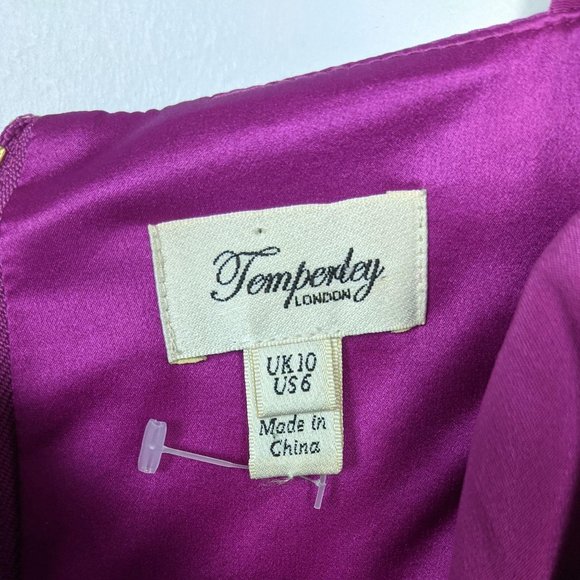 Temperley
LONDON
UK10
US6
Made in
China